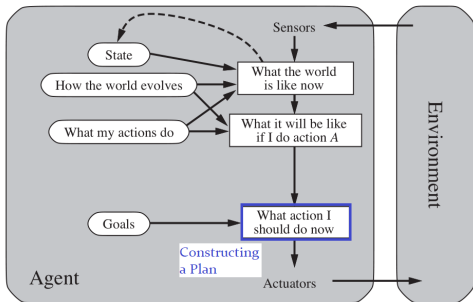 Sensors
State
What the world
is like now
How the world evolves
What it will be like
if I do action A
What my actions do
Environment
What action I
should do now
Goals
Constructing
a Plan
Agent
Actuators